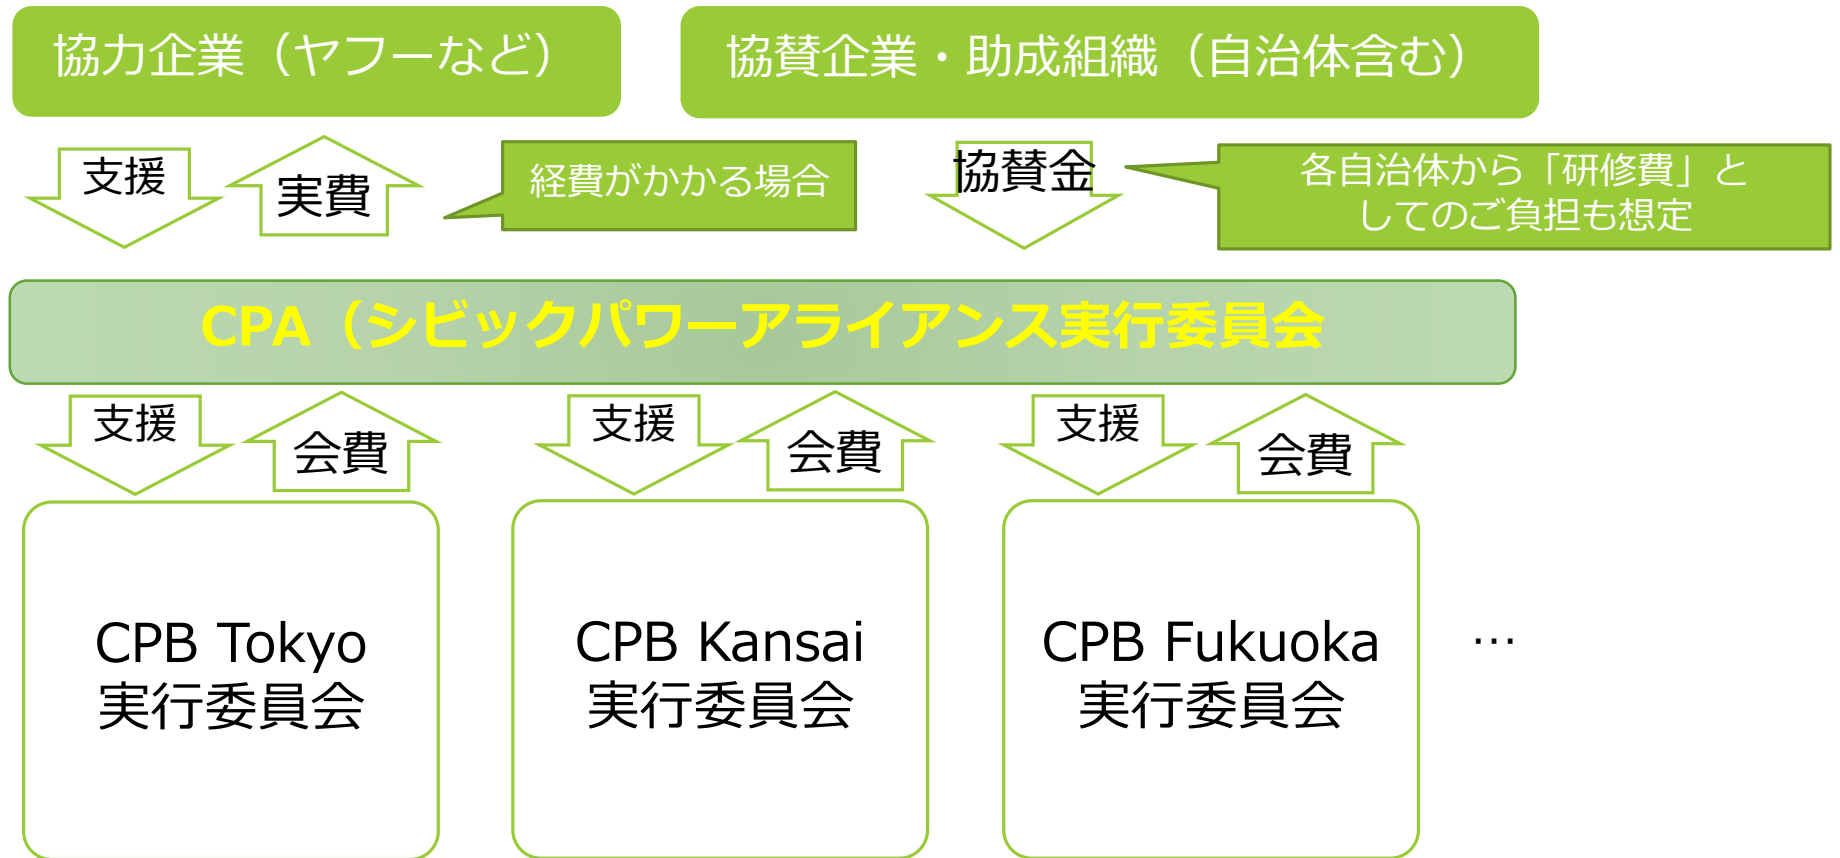 協力企業（ヤフーなど）
協賛企業・助成組織（自治体含む）
支援
実費
経費がかかる場合
協賛金
各自治体から「研修費」と
してのご負担も想定
CPA（シビックパワーアライアンス実行委員会
支援
会費
支援
会費
支援
会費
CPB Tokyo
実行委員会
CPB Kansai
実行委員会
CPB Fukuoka
実行委員会
…